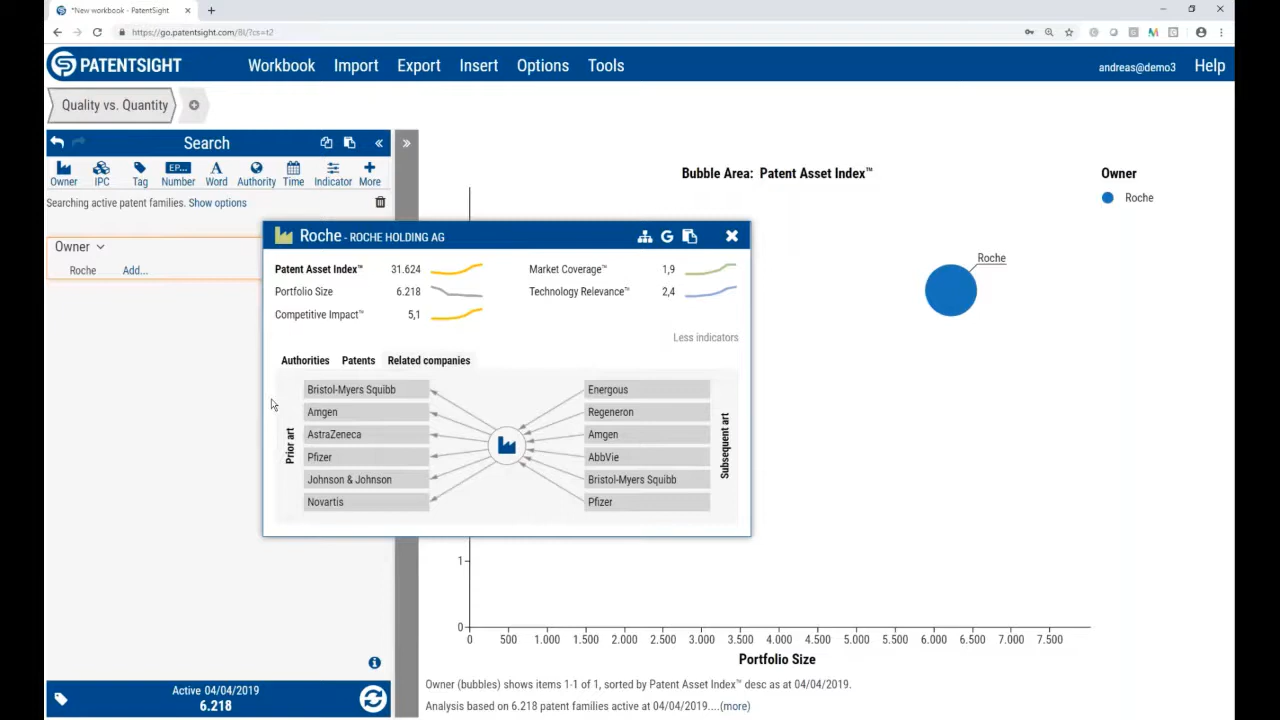 *New workbook - PatentSight
https://go.patentsight.com/8l/?cs=t2
PATENTSIGHT
Workbook Import Export Insert Options Tools
andreas@demo3 Help
Quality vs. Quantity
Search
EP...
Owner IPC Tag Number Word Authority Time Indicator More
Searching active patent families. Show options
Owner
Roche Add...
Active 04/04/2019
6.218
Roche - ROCHE HOLDING AG
Patent Asset Index™ 31.624 Market Coverage™ 1,9
Portfolio Size 6.218 Technology Relevance™ 2,4
Competitive Impact™ 5,1
Less indicators
Authorities Patents Related companies
Prior art
Bristol-Myers Squibb Energous
Amgen Regeneron
AstraZeneca Amgen
Pfizer AbbVie
Johnson & Johnson Bristol-Myers Squibb
Novartis Pfizer
Subsequent art
Bubble Area: Patent Asset Index™
Owner
Roche
Roche
1
0
0 500 1.000 1.500 2.000 2.500 3.000 3.500 4.000 4.500 5.000 5.500 6.000 6.500 7.000 7.500
Portfolio Size
Owner (bubbles) shows items 1-1 of 1, sorted by Patent Asset Index™ desc as at 04/04/2019.
Analysis based on 6.218 patent families active at 04/04/2019....(more)